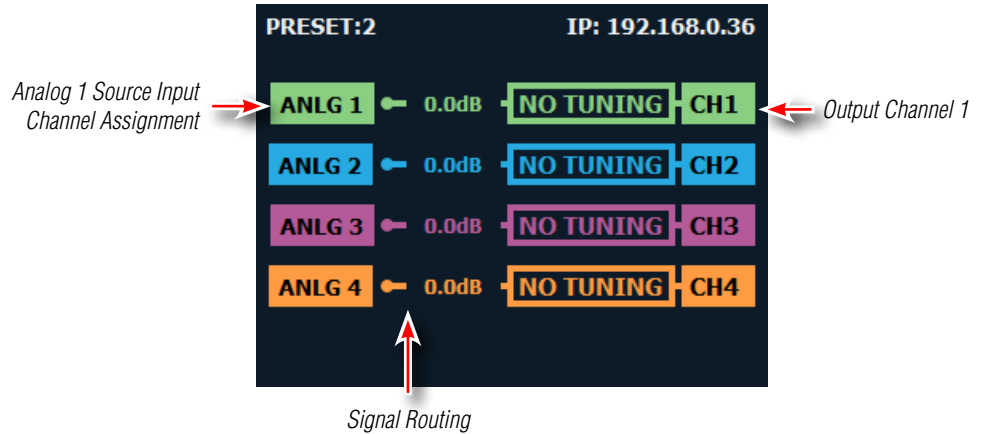 PRESET:2 IP: 192.168.0.36
Analog 1 Source Input
Channel Assignment
ANLG 1 0.0dB NO TUNING CH1
Output Channel 1
ANLG 2 0.0dB NO TUNING CH2
ANLG 3 0.0dB NO TUNING CH3
ANLG 4 0.0dB NO TUNING CH4
Signal Routing